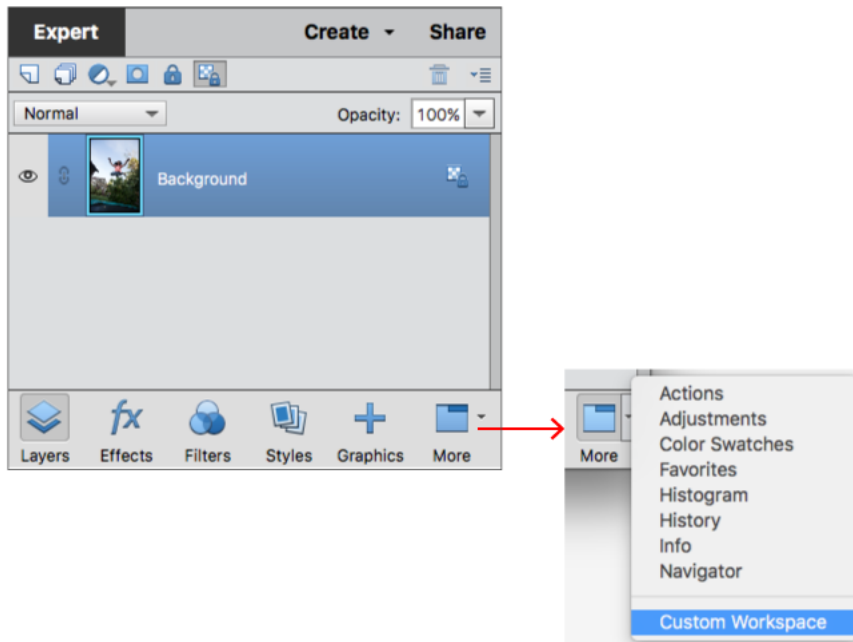 Expert Create Share
Normal Opacity: 100%
Background
fx
Layers Effects Filters Styles Graphics More
More
Actions
Adjustments
Color Swatches
Favorites
Histogram
History
Info
Navigator
Custom Workspace